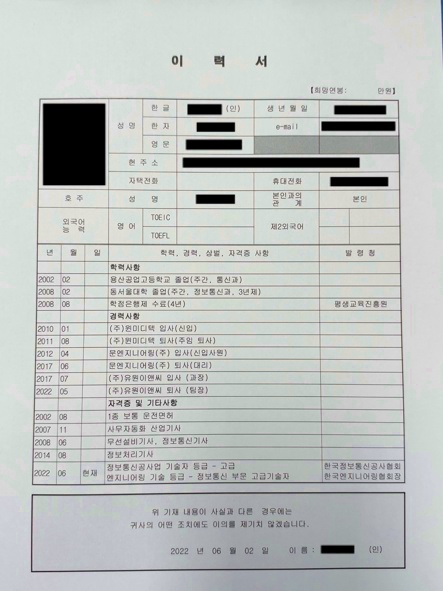 이 력 서
【희망연봉: 만원】
성 명 한 글 (인) 생 년 월 일
한 자 e-mail
영 문
현 주 소
자택전화 휴대전화
호 주 성 명 본인과의 관 계 본인
외국어 능 력 영 어 TOEIC 제2외국어
TOEFL
년 월 일 학력, 경력, 상벌, 자격증 사항 발 령 청
학력사항
2002 02 용산공업고등학교 졸업(주간, 통신과)
2008 02 동서울대학 졸업(주간, 정보통신과, 3년제)
2008 08 학점은행제 수료(4년) 평생교육진흥원
경력사항
2010 01 (주)원미디텍 입사(신입)
2011 08 (주)원미디텍 퇴사(주임 퇴사)
2012 04 문엔지니어링(주) 입사(신입사원)
2017 06 문엔지니어링(주) 퇴사(대리)
2017 07 (주)유원이앤씨 입사 (과장)
2022 05 (주)유원이앤씨 퇴사 (팀장)
자격증 및 기타사항
2002 08 1종 보통 운전면허
2007 11 사무자동화 산업기사
2008 06 무선설비기사, 정보통신기사
2014 08 정보처리기사
2022 06 현재 정보통신공사업 기술자 등급 - 고급 한국정보통신공사협회
엔지니어링 기술 등급 - 정보통신 부문 고급기술자 한국엔지니어링협회장
위 기재 내용이 사실과 다른 경우에는
귀사의 어떤 조치에도 이의를 제기치 않겠습니다.
2022 년 06 월 02 일 이 름 : (인)